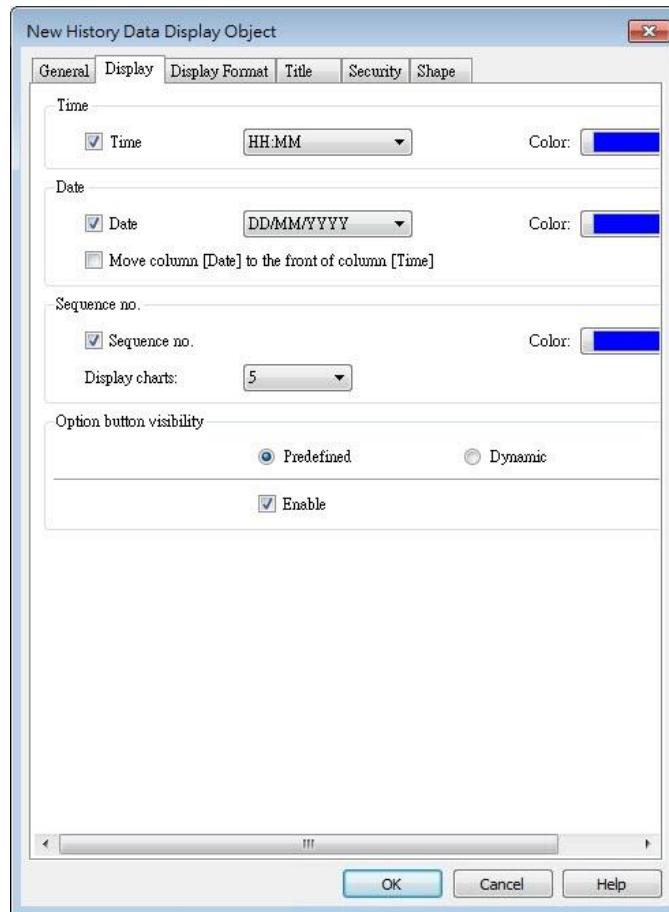 New History Data Display Object
General Display Display Format Title Security Shape
Time
Time HH:MM Color:
Date
Date DD/MM/YYYY Color:
Move column [Date] to the front of column [Time]
Sequence no.
Sequence no. Color:
Display charts: 5
Option button visibility
Predefined Dynamic
Enable
OK Cancel Help